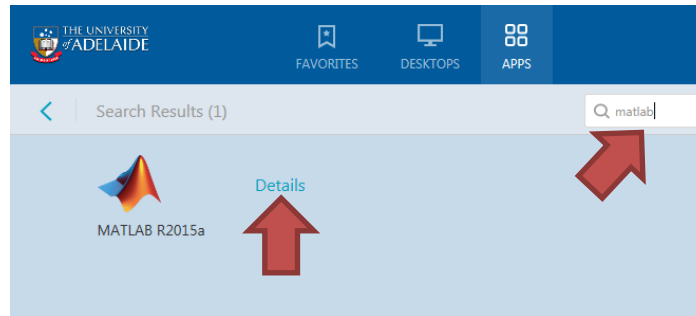 THE UNIVERSITY
of ADELAIDE
FAVORITES
DESKTOPS
APPS
Search Results (1)
matlab
Details
MATLAB R2015a